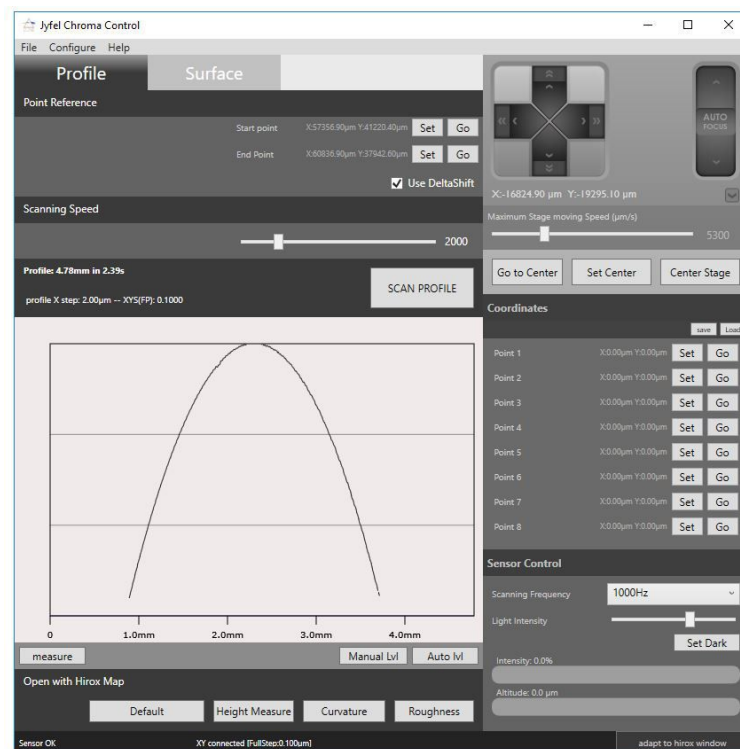 Jyfel Chroma Control
File Configure Help
Profile Surface
Point Reference
Start point X:57356.90µm Y:41220.40µm Set Go
End Point X:60836.90µm Y:37942.60µm Set Go
Use DeltaShift
Scanning Speed
2000
Profile: 4.78mm in 2.39s
profile X step: 2.00µm -- XYS(FP): 0.1000
SCAN PROFILE
0 1.0mm 2.0mm 3.0mm 4.0mm
measure Manual Lvl Auto lvl
Open with Hirox Map
Default Height Measure Curvature Roughness
Sensor OK XY connected [FullStep:0.100µm]
AUTO
FOCUS
X:-16824.90 µm Y:-19295.10 µm
Maximum Stage moving Speed (µm/s)
5300
Go to Center Set Center Center Stage
Coordinates
save Load
Point 1 X:0.00µm Y:0.00µm Set Go
Point 2 X:0.00µm Y:0.00µm Set Go
Point 3 X:0.00µm Y:0.00µm Set Go
Point 4 X:0.00µm Y:0.00µm Set Go
Point 5 X:0.00µm Y:0.00µm Set Go
Point 6 X:0.00µm Y:0.00µm Set Go
Point 7 X:0.00µm Y:0.00µm Set Go
Point 8 X:0.00µm Y:0.00µm Set Go
Sensor Control
Scanning Frequency 1000Hz
Light Intensity
Set Dark
Intensity: 0.0%
Altitude: 0.0 µm
adapt to hirox window